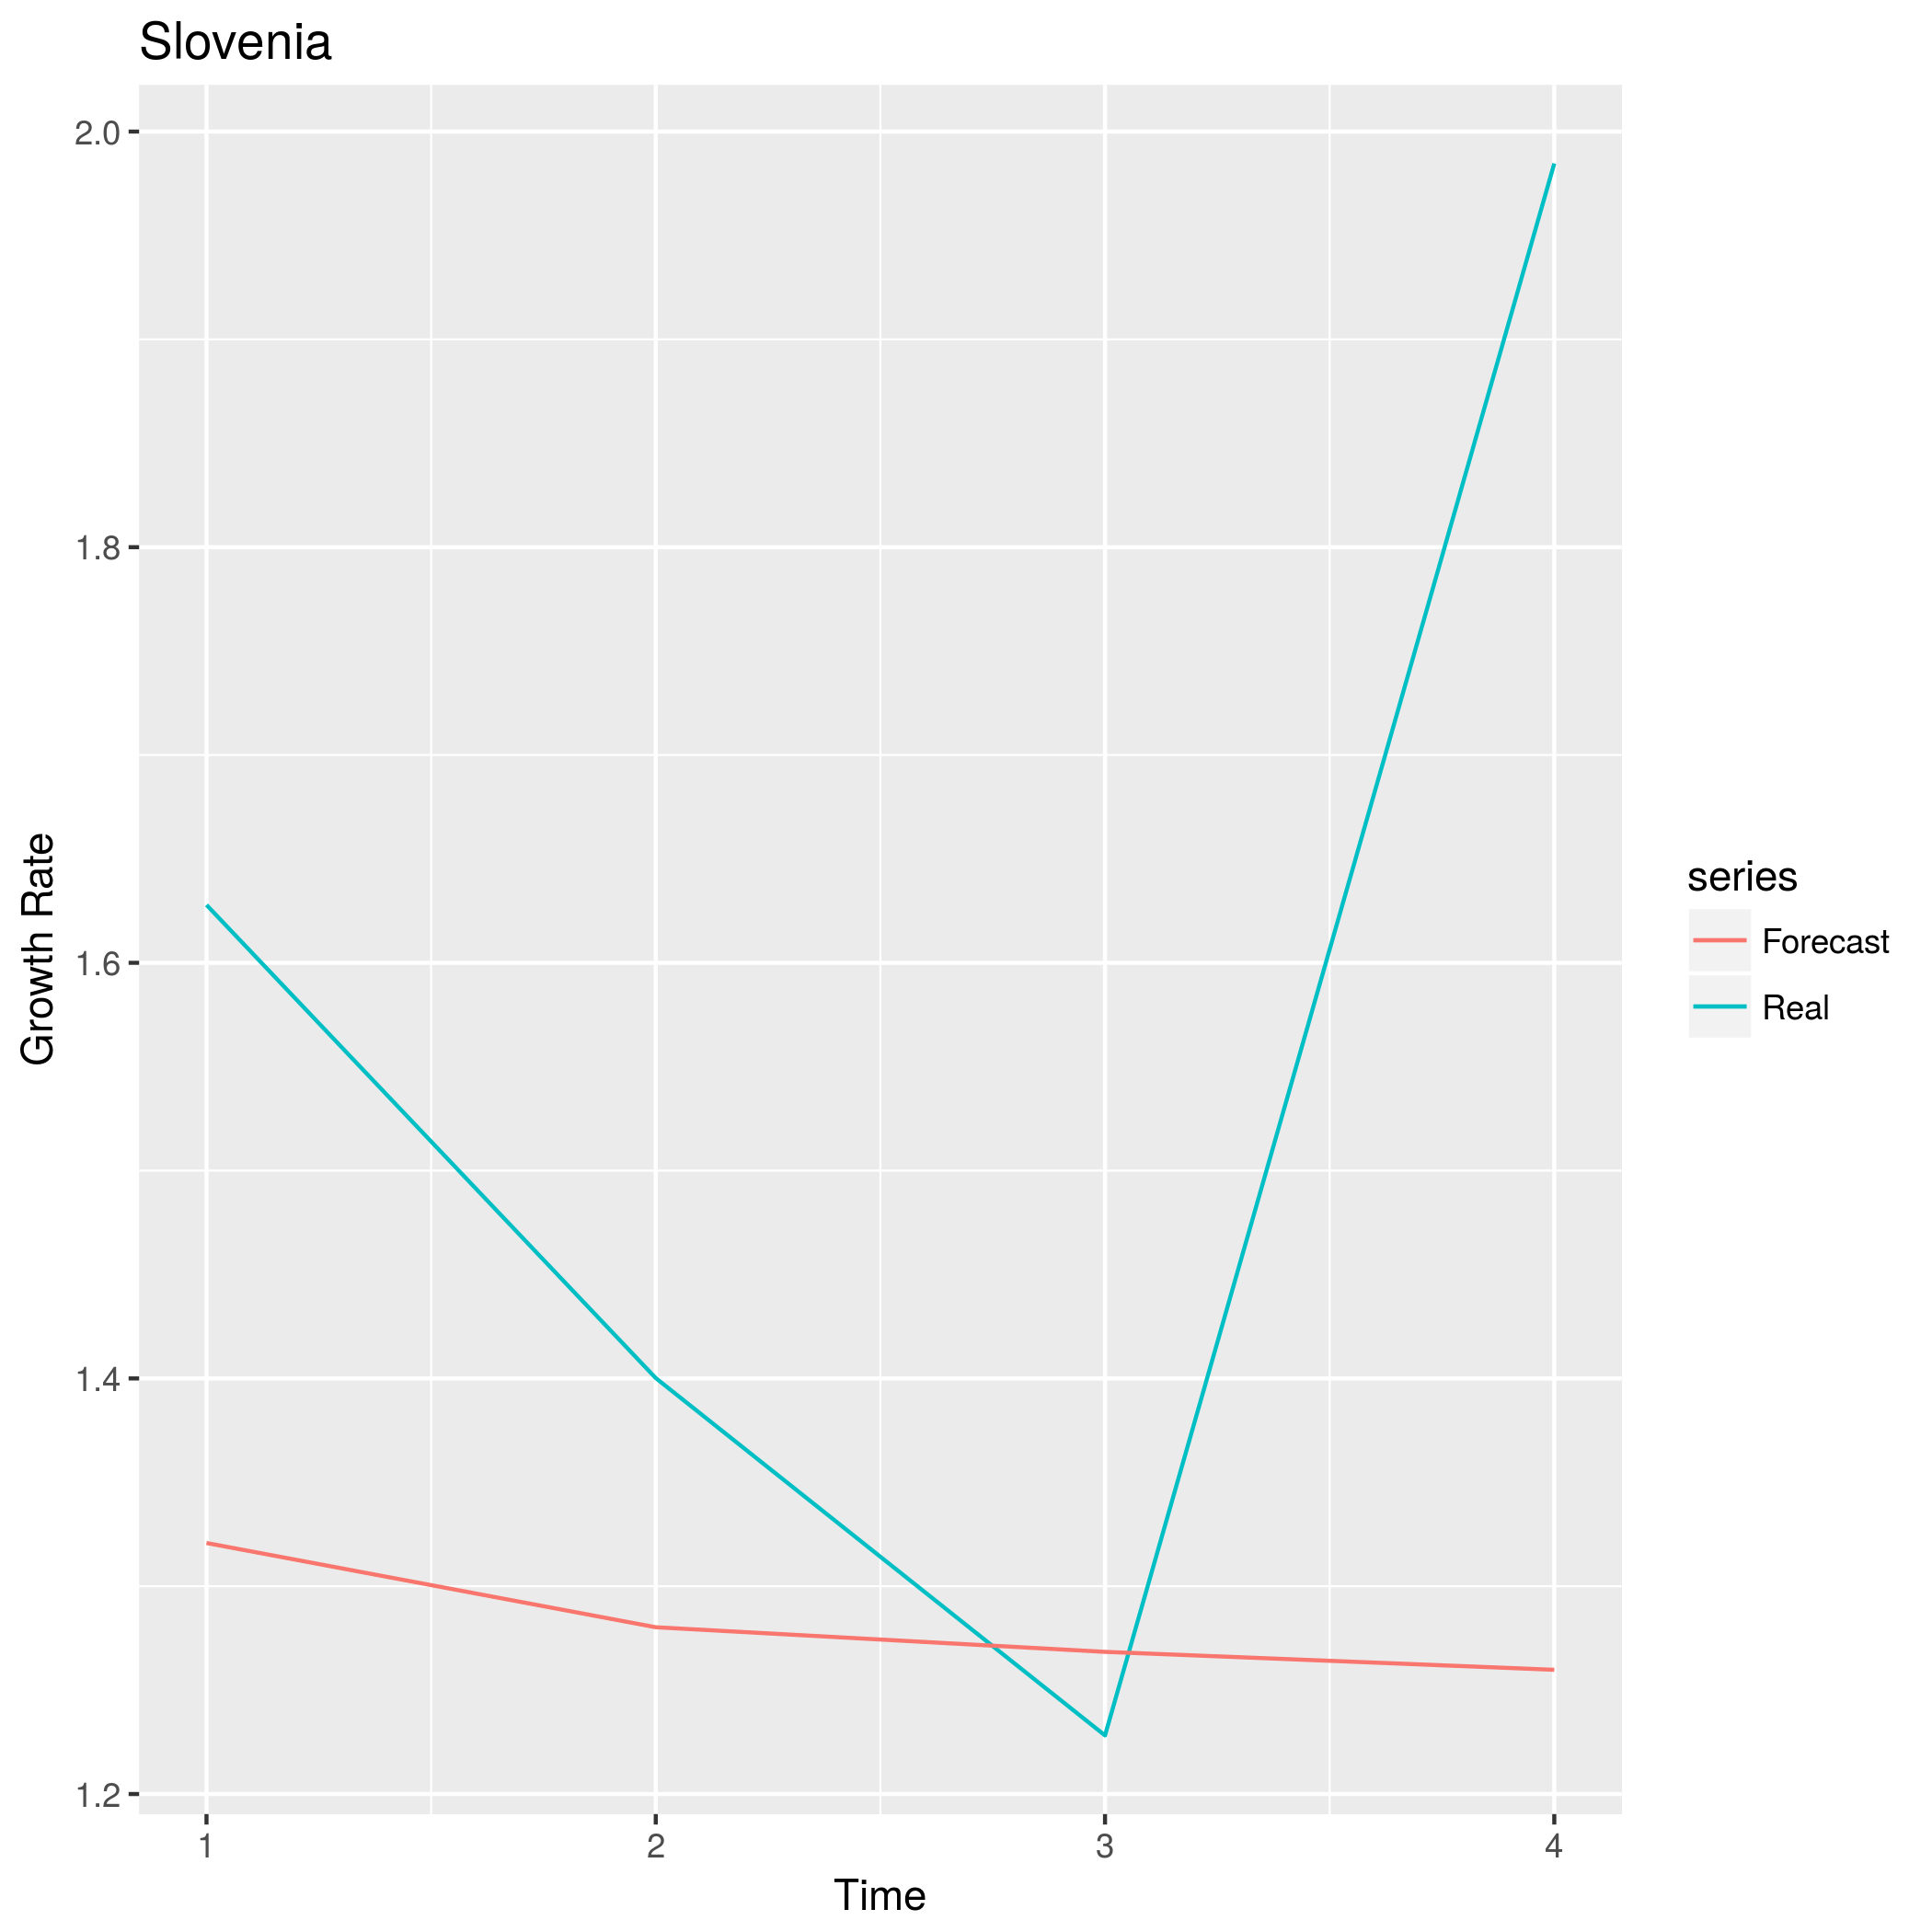 Slovenia
2.0
1.8
1.6
1.4
1.2
Growth Rate
1 2 3 4
Time
series
Forecast
Real